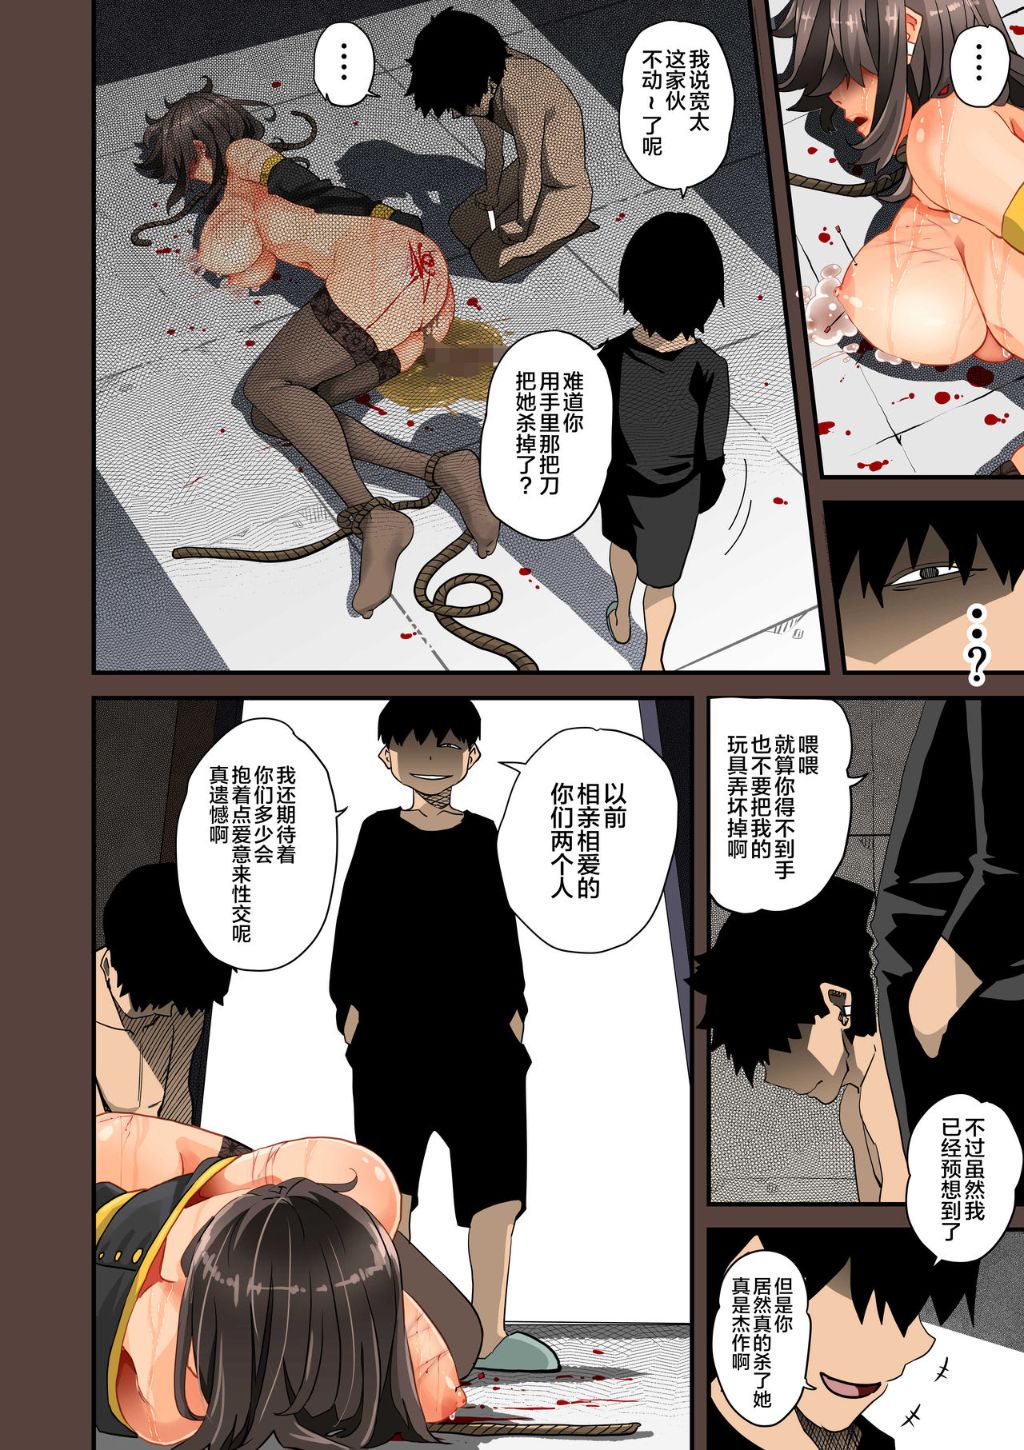 …
我说宽太
这家伙
不动～了呢
…
难道你
用手里那把刀
把她杀掉了？
…？
喂喂
就算你得不到手
也不要把我的
玩具弄坏掉啊
不过虽然我
已经预想到了
但是你
居然真的杀了她
真是杰作啊
以前
相亲相爱的
你们两个人
我还期待着
你们多少会
抱着点爱意来性交呢
真遗憾啊